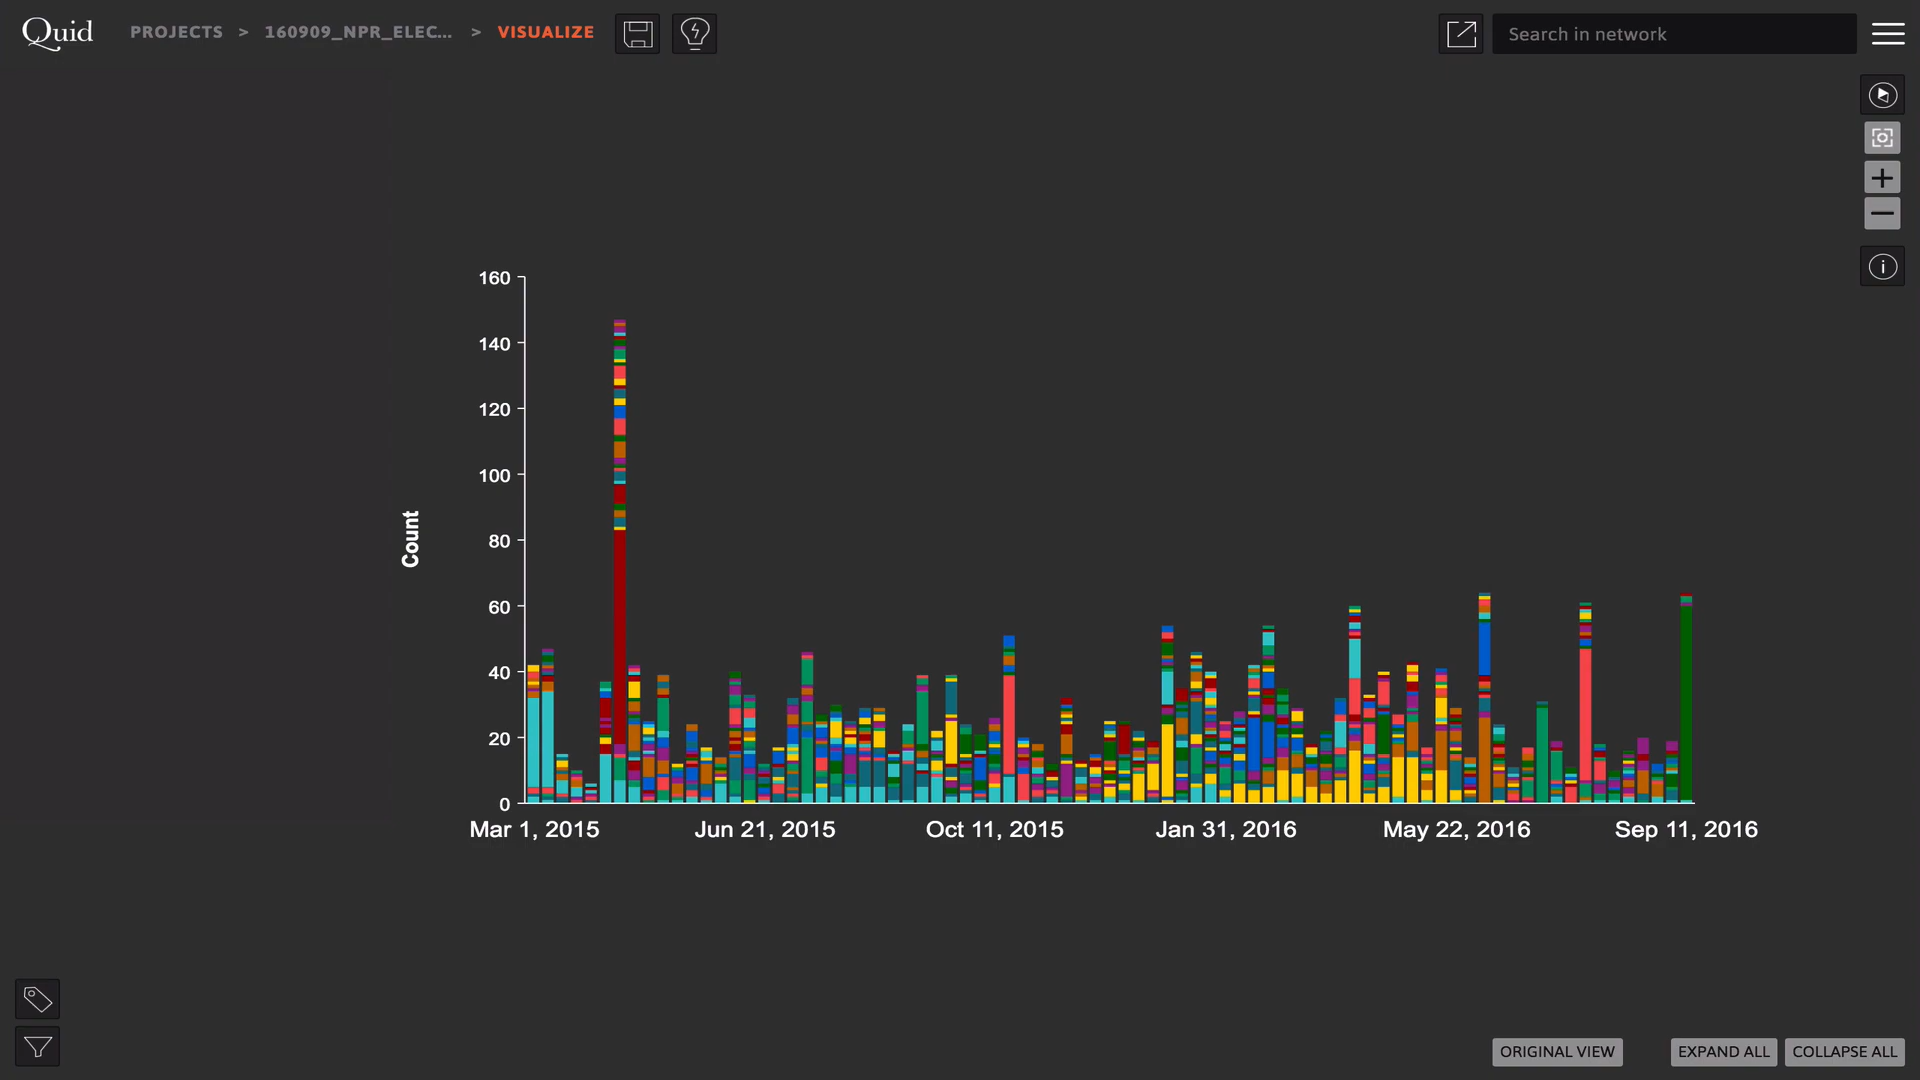 Quid
PROJECTS > 160909_NPR_ELEC... > VISUALIZE
Search in network
i
160
140
120
100
80
60
40
20
0
Count
Mar 1, 2015
Jun 21, 2015
Oct 11, 2015
Jan 31, 2016
May 22, 2016
Sep 11, 2016
ORIGINAL VIEW
EXPAND ALL
COLLAPSE ALL